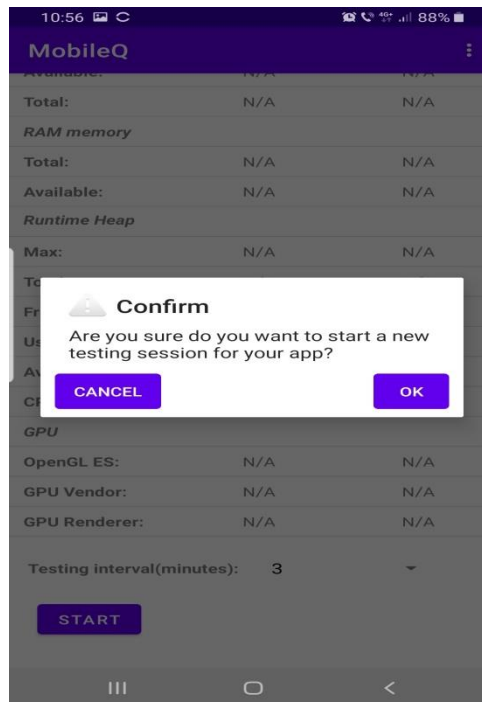 10:56 88%
MobileQ
Available: N/A N/A
Total: N/A N/A
RAM memory
Total: N/A N/A
Available: N/A N/A
Runtime Heap
Max: N/A N/A
Confirm
Are you sure do you want to start a new
testing session for your app?
CANCEL OK
GPU
OpenGL ES: N/A N/A
GPU Vendor: N/A N/A
GPU Renderer: N/A N/A
Testing interval(minutes): 3
START